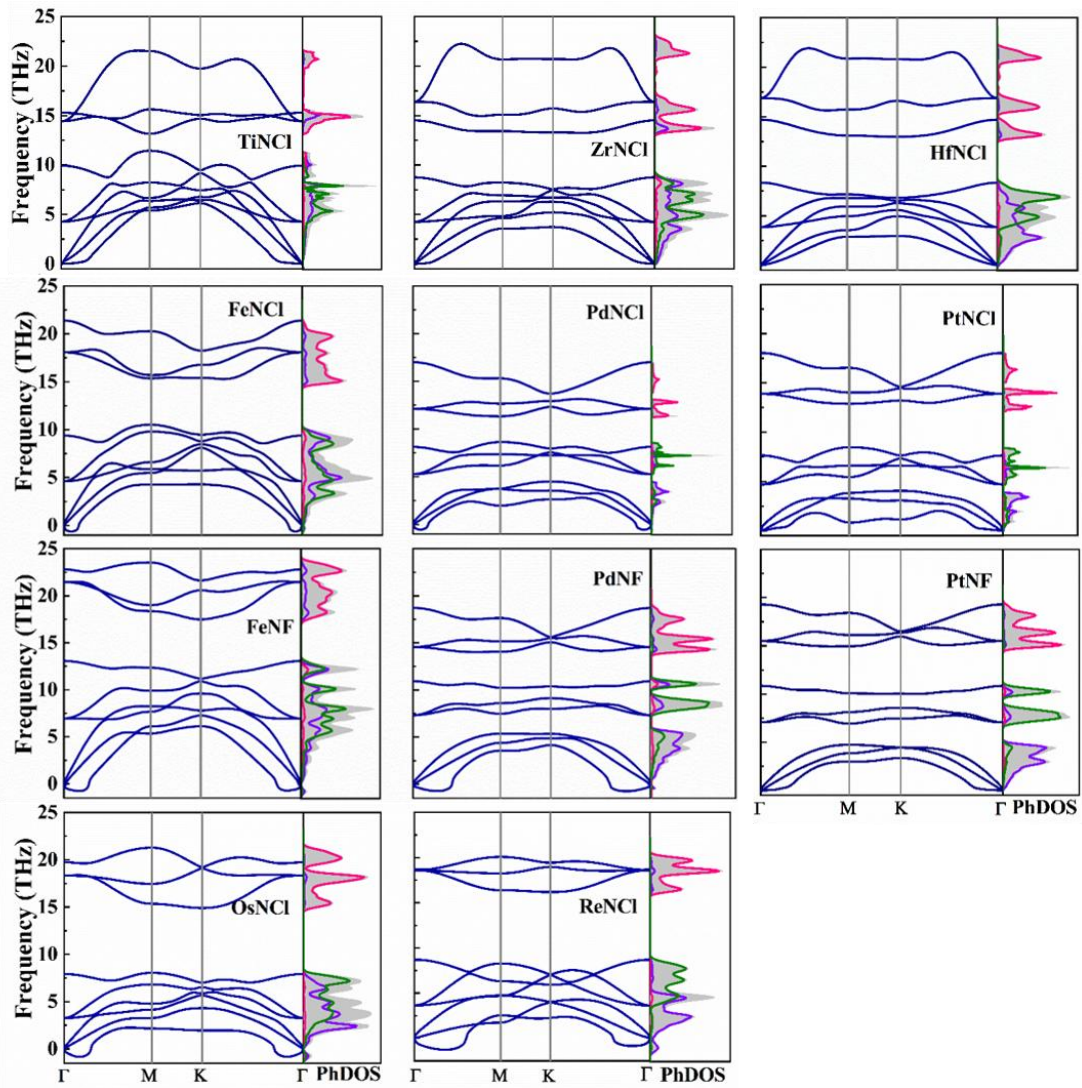 25
20
15
10
5
0
Frequency (THz)
TiNCl
ZrNCl
HfNCl
25
20
15
10
5
0
Frequency (THz)
FeNCl
PdNCl
PtNCl
25
20
15
10
5
0
Frequency (THz)
FeNF
PdNF
PtNF
Γ M K Γ PhDOS
25
20
15
10
5
0
Frequency (THz)
OsNCl
ReNCl
Γ M K Γ PhDOS
Γ M K Γ PhDOS